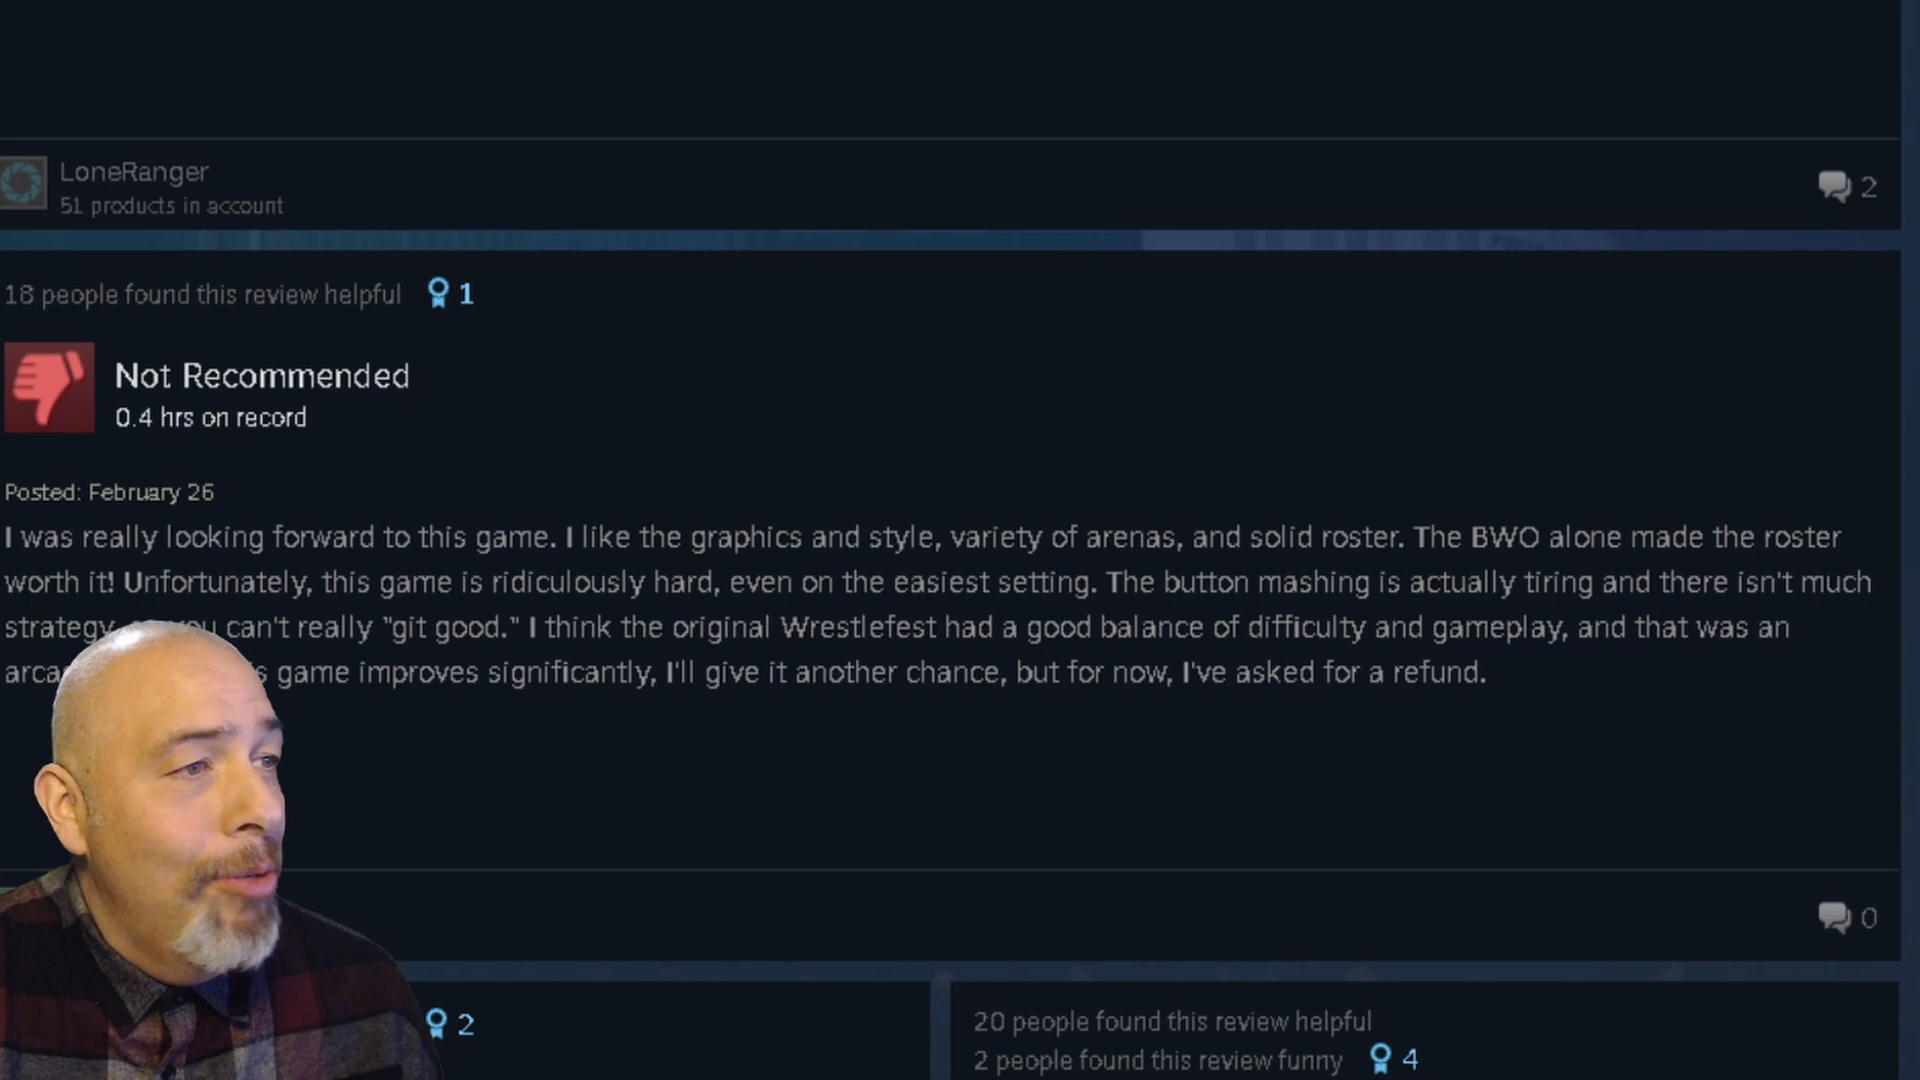 LoneRanger
51 products in account
2
18 people found this review helpful 1
Not Recommended
0.4 hrs on record
Posted: February 26
I was really looking forward to this game. I like the graphics and style, variety of arenas, and solid roster. The BWO alone made the roster
worth it! Unfortunately, this game is ridiculously hard, even on the easiest setting. The button mashing is actually tiring and there isn't much
strategy can't really "git good." I think the original Wrestlefest had a good balance of difficulty and gameplay, and that was an
game improves significantly, I'll give it another chance, but for now, I've asked for a refund.
0
2
20 people found this review helpful
2 people found this review funny 4